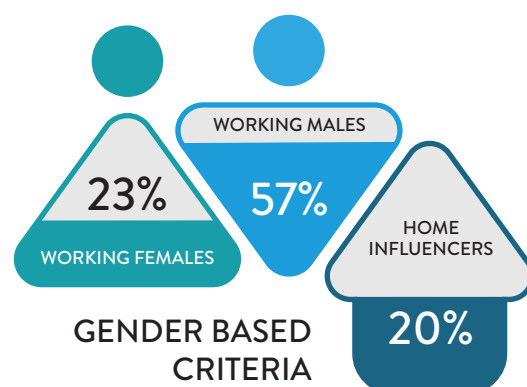 WORKING MALES
23%
57%
WORKING FEMALES
HOME
INFLUENCERS
20%
GENDER BASED
CRITERIA